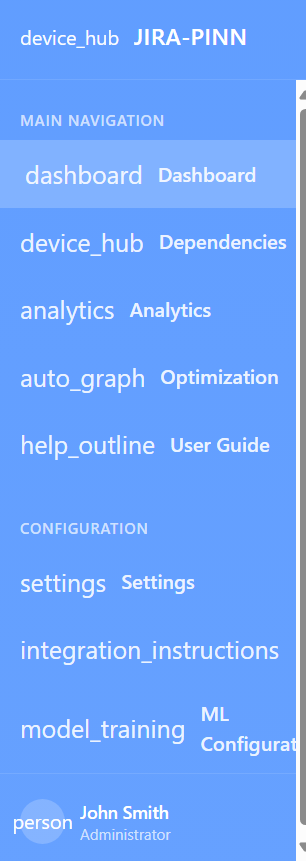 device_hub JIRA-PINN
MAIN NAVIGATION
dashboard Dashboard
device_hub Dependencies
analytics Analytics
auto_graph Optimization
help_outline User Guide
CONFIGURATION
settings Settings
integration_instructions
model_training ML
Configurat
person John Smith
Administrator